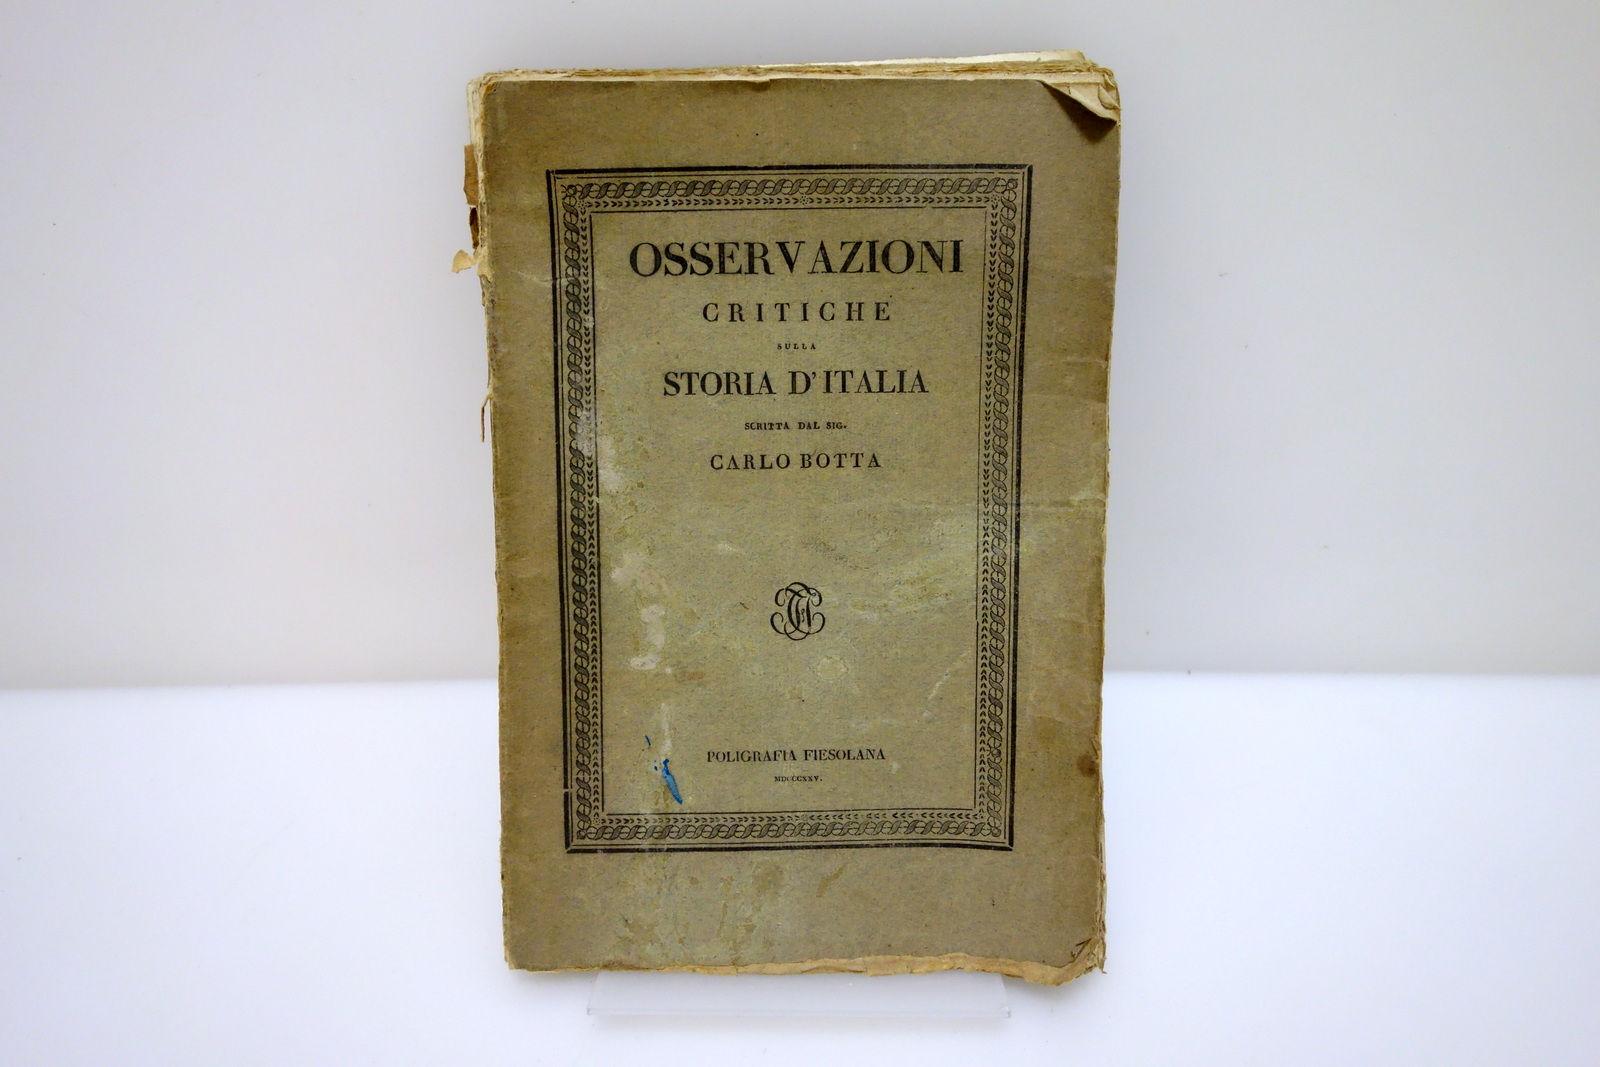 OSSERVAZIONI
CRITICHE
SULLA
STORIA D'ITALIA
SCRITTA DAL SIG.
CARLO BOTTA
POLIGRAFIA FIESOLANA
MDCCCXXV.